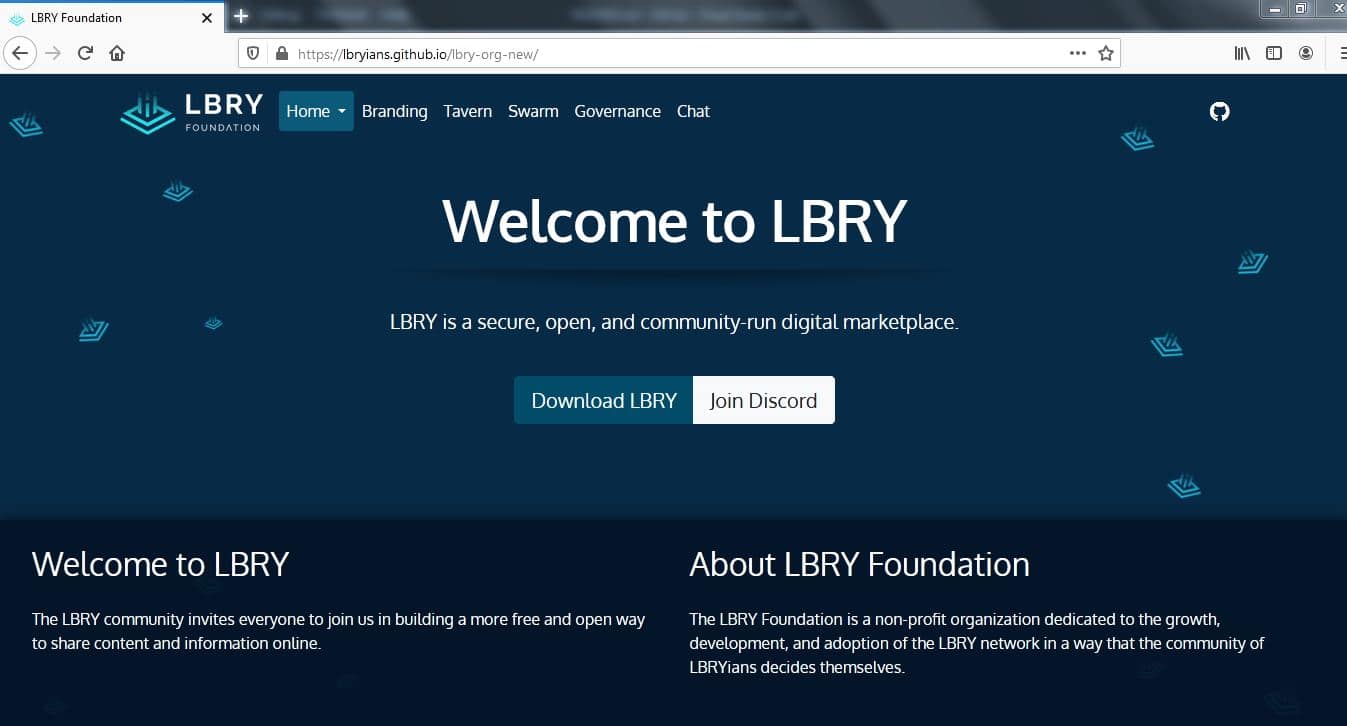 LBRY Foundation
https://lbryians.github.io/lbry-org-new/
LBRY
FOUNDATION
Home Branding Tavern Swarm Governance Chat
Welcome to LBRY
LBRY is a secure, open, and community-run digital marketplace.
Download LBRY Join Discord
Welcome to LBRY
The LBRY community invites everyone to join us in building a more free and open way
to share content and information online.
About LBRY Foundation
The LBRY Foundation is a non-profit organization dedicated to the growth,
development, and adoption of the LBRY network in a way that the community of
LBRYians decides themselves.